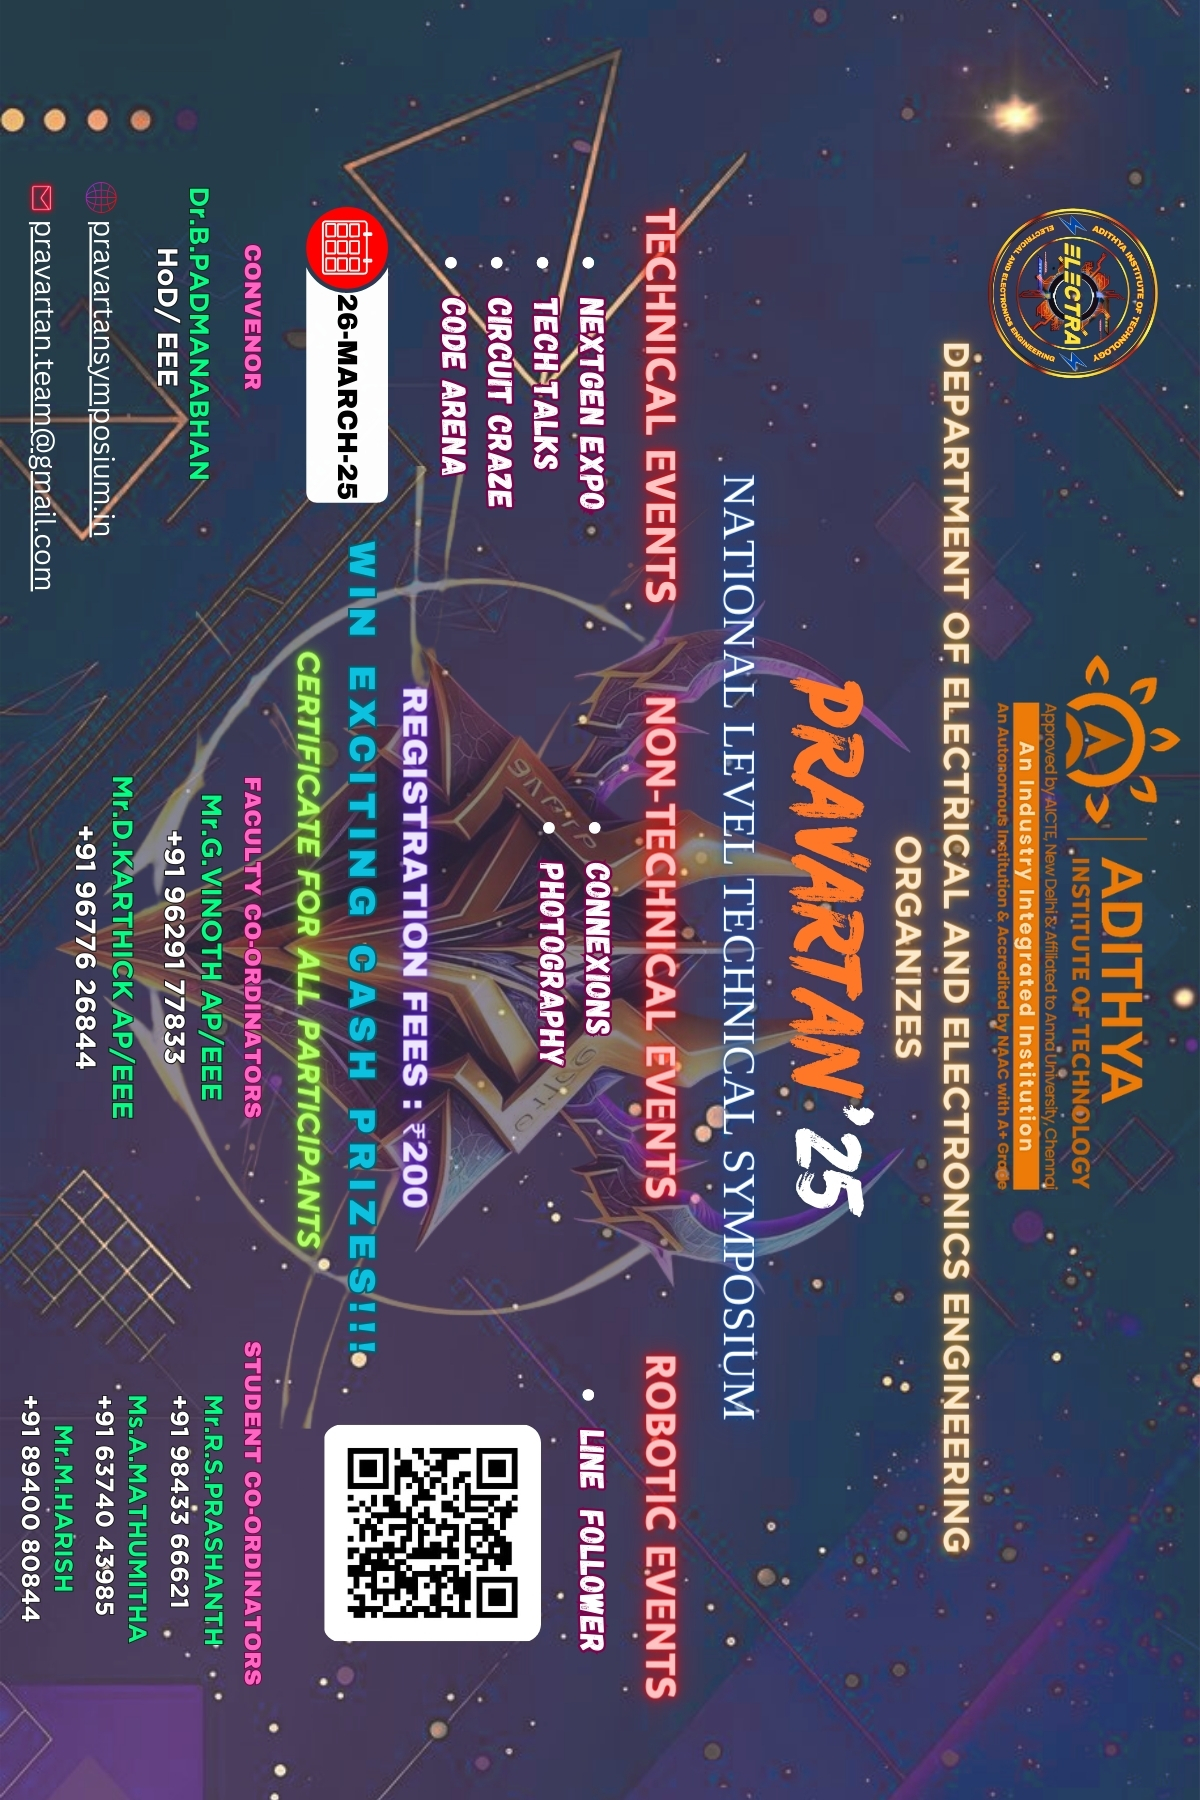 ADITHYA INSTITUTE OF TECHNOLOGY
ELECTRA
ELECTRICAL AND ELECTRONICS ENGINEERING
ADITHYA
INSTITUTE OF TECHNOLOGY
Approved by AICTE, New Delhi & Affiliated to Anna University, Chennai
An Industry Integrated Institution
An Autonomous Institution & Accredited by NAAC with A+ Grade
DEPARTMENT OF ELECTRICAL AND ELECTRONICS ENGINEERING
ORGANIZES
PRAVARTAN'25
NATIONAL LEVEL TECHNICAL SYMPOSIUM
TECHNICAL EVENTS
• NEXTGEN EXPO
• TECH TALKS
• CIRCUIT CRAZE
• CODE ARENA
NON-TECHNICAL EVENTS
• CONNEXIONS
• PHOTOGRAPHY
ROBOTIC EVENTS
• LINE FOLLOWER
26-MARCH-25
REGISTRATION FEES : ₹200
WIN EXCITING CASH PRIZES!!!
CERTIFICATE FOR ALL PARTICIPANTS
CONVENOR
Dr.B.PADMANABHAN
HoD/ EEE
pravartansymposium.in
pravartan.team@gmail.com
FACULTY CO-ORDINATORS
Mr.G.VINOTH AP/EEE
+91 96291 77833
Mr.D.KARTHICK AP/EEE
+91 96776 26844
STUDENT CO-ORDINATORS
Mr.R.S.PRASHANTH
+91 98433 66621
Ms.A.MATHUMITHA
+91 63740 43985
Mr.M.HARISH
+91 89400 80844